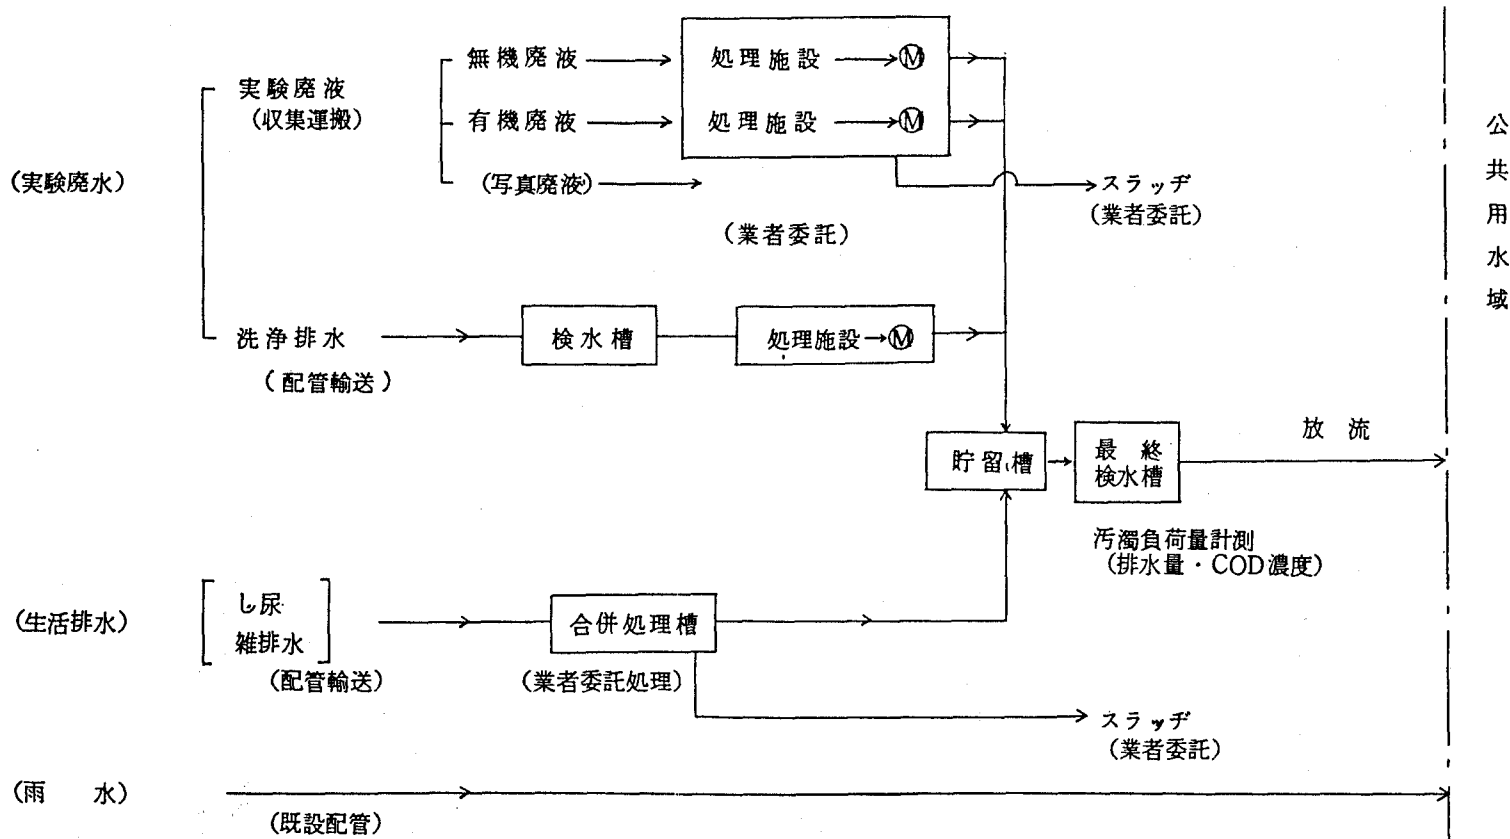 無機廃液
処理施設
Ⓜ
実験廃液
(収集運搬)
有機廃液
処理施設
Ⓜ
(実験廃水)
(写真廃液)
スラッヂ
(業者委託)
(業者委託)
洗浄排水
検水槽
処理施設
Ⓜ
(配管輸送)
貯留槽
最終
検水槽
放流
汚濁負荷量計測
(排水量・COD濃度)
(生活排水)
し尿
雑排水
合併処理槽
(配管輸送)
(業者委託処理)
スラッヂ
(業者委託)
(雨 水)
(既設配管)
公共用水域